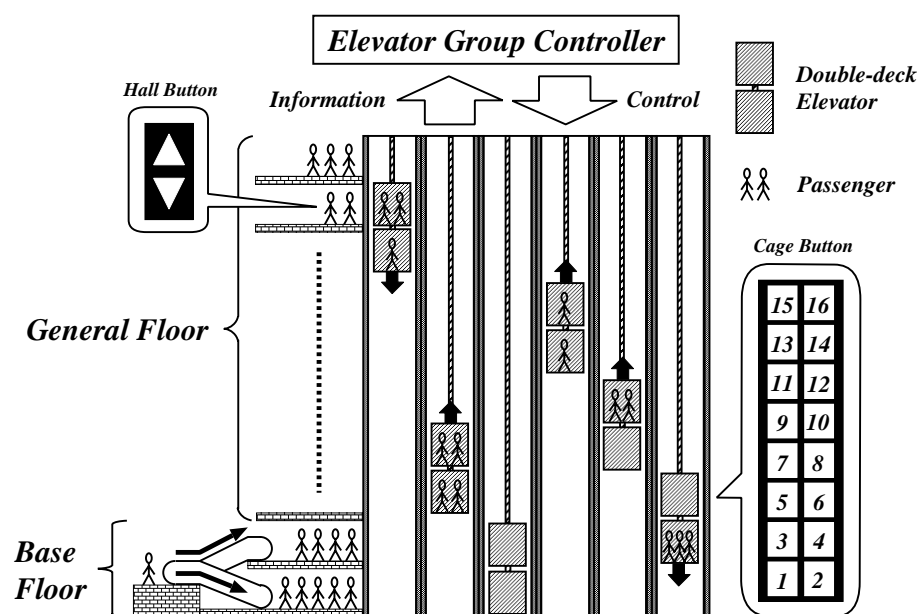 Elevator Group Controller
Hall Button
Information
Control
Double-deck
Elevator
Passenger
Cage Button
General Floor
15 16
13 14
11 12
9 10
7 8
5 6
3 4
1 2
Base
Floor